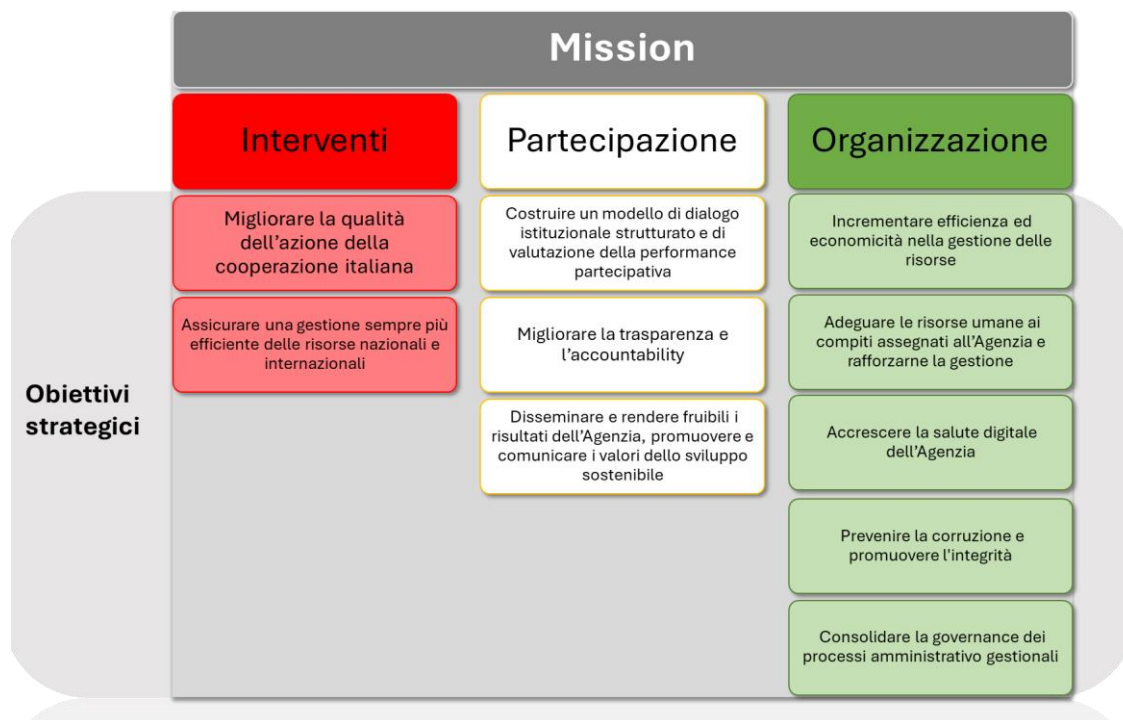 Mission
Interventi
Partecipazione
Organizzazione
Obiettivi
strategici
Migliorare la qualità
dell’azione della
cooperazione italiana
Assicurare una gestione sempre più
efficiente delle risorse nazionali e
internazionali
Costruire un modello di dialogo
istituzionale strutturato e di
valutazione della performance
partecipativa
Migliorare la trasparenza e
l’accountability
Disseminare e rendere fruibili i
risultati dell’Agenzia, promuovere e
comunicare i valori dello sviluppo
sostenibile
Incrementare efficienza ed
economicità nella gestione delle
risorse
Adeguare le risorse umane ai
compiti assegnati all’Agenzia e
rafforzarne la gestione
Accrescere la salute digitale
dell’Agenzia
Prevenire la corruzione e
promuovere l'integrità
Consolidare la governance dei
processi amministrativo gestionali